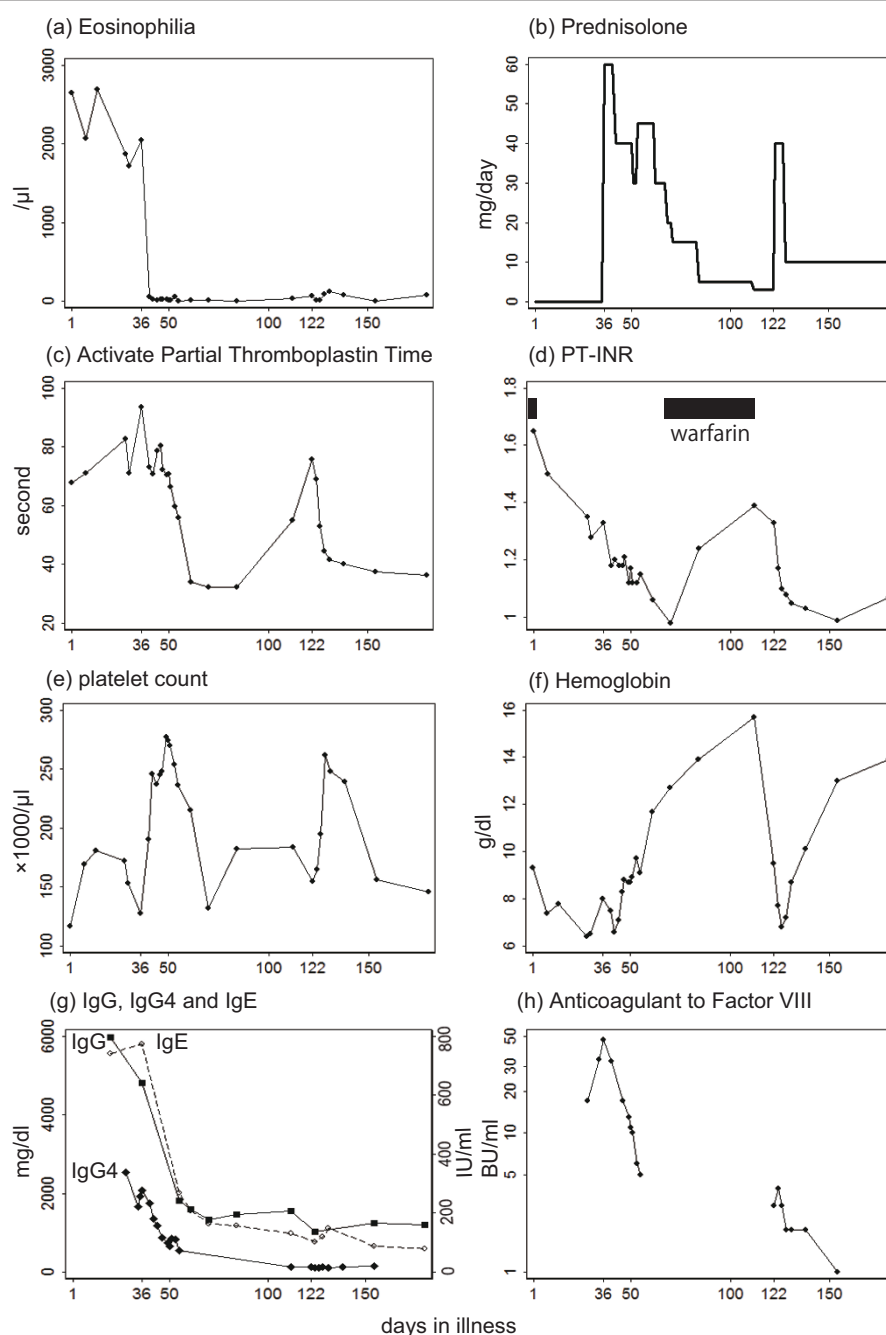 (a) Eosinophilia
(b) Prednisolone
3000
2000
1000
0
/µl
1 36 50 100 122 150
60
50
40
30
20
10
0
mg/day
1 36 50 100 122 150
(c) Activate Partial Thromboplastin Time
(d) PT-INR
100
80
60
40
20
second
1 36 50 100 122 150
1.8
1.6
1.4
1.2
1
warfarin
1 36 50 100 122 150
(e) platelet count
(f) Hemoglobin
300
250
200
150
100
×1000/µl
1 36 50 100 122 150
16
14
12
10
8
6
g/dl
1 36 50 100 122 150
(g) IgG, IgG4 and IgE
(h) Anticoagulant to Factor VIII
6000
4000
2000
0
mg/dl
IgG
IgE
IgG4
800
600
400
200
0
IU/ml
1 36 50 100 122 150
50
30
10
5
1
BU/ml
1 36 50 100 122 150
days in illness